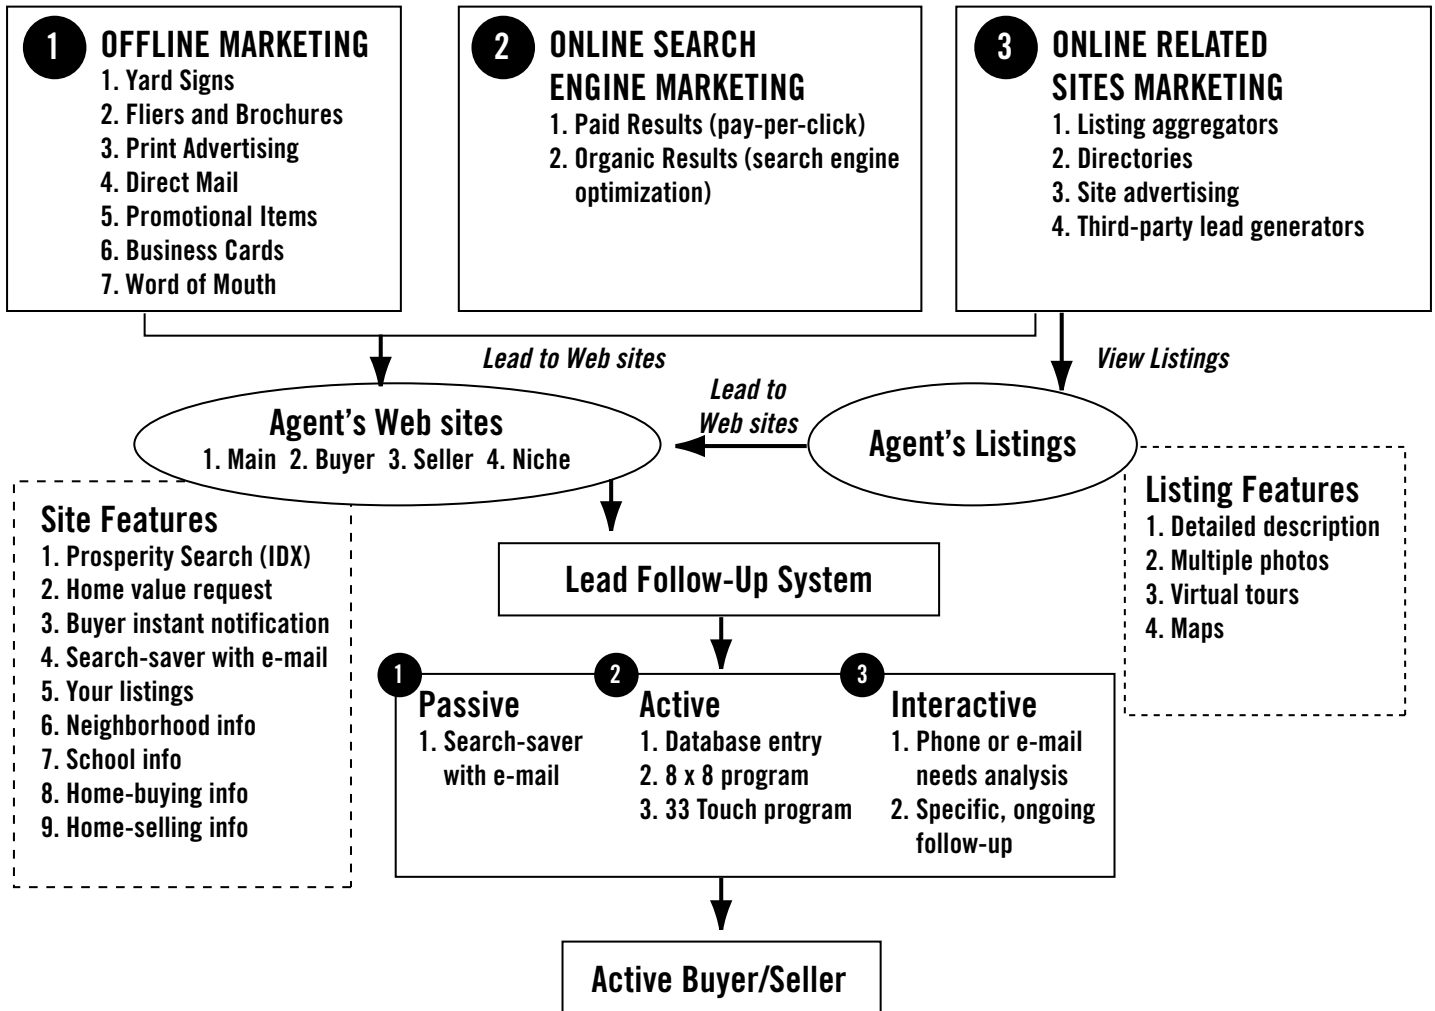 1
OFFLINE MARKETING
1. Yard Signs
2. Fliers and Brochures
3. Print Advertising
4. Direct Mail
5. Promotional Items
6. Business Cards
7. Word of Mouth
2
ONLINE SEARCH
ENGINE MARKETING
1. Paid Results (pay-per-click)
2. Organic Results (search engine
optimization)
3
ONLINE RELATED
SITES MARKETING
1. Listing aggregators
2. Directories
3. Site advertising
4. Third-party lead generators
Lead to Web sites
View Listings
Lead to
Web sites
Agent's Web sites
1. Main 2. Buyer 3. Seller 4. Niche
Agent's Listings
Site Features
1. Prosperity Search (IDX)
2. Home value request
3. Buyer instant notification
4. Search-saver with e-mail
5. Your listings
6. Neighborhood info
7. School info
8. Home-buying info
9. Home-selling info
Listing Features
1. Detailed description
2. Multiple photos
3. Virtual tours
4. Maps
Lead Follow-Up System
1
Passive
1. Search-saver
with e-mail
2
Active
1. Database entry
2. 8 x 8 program
3. 33 Touch program
3
Interactive
1. Phone or e-mail
needs analysis
2. Specific, ongoing
follow-up
Active Buyer/Seller